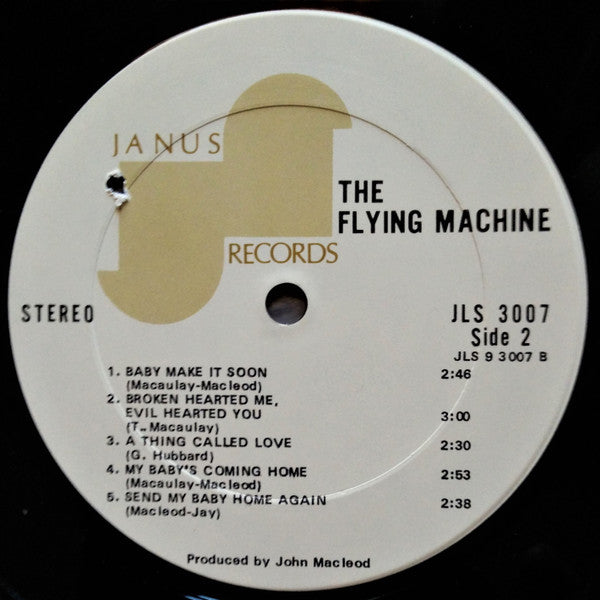 JANUS
RECORDS
THE
FLYING MACHINE
STEREO
JLS 3007
Side 2
JLS 9 3007 B
1. BABY MAKE IT SOON 2:46
(Macaulay-Macleod)
2. BROKEN HEARTED ME,
EVIL HEARTED YOU 3:00
(T. Macaulay)
3. A THING CALLED LOVE 2:30
(G. Hubbard)
4. MY BABY'S COMING HOME 2:53
(Macaulay-Macleod)
5. SEND MY BABY HOME AGAIN 2:38
(Macleod-Jay)
Produced by John Macleod